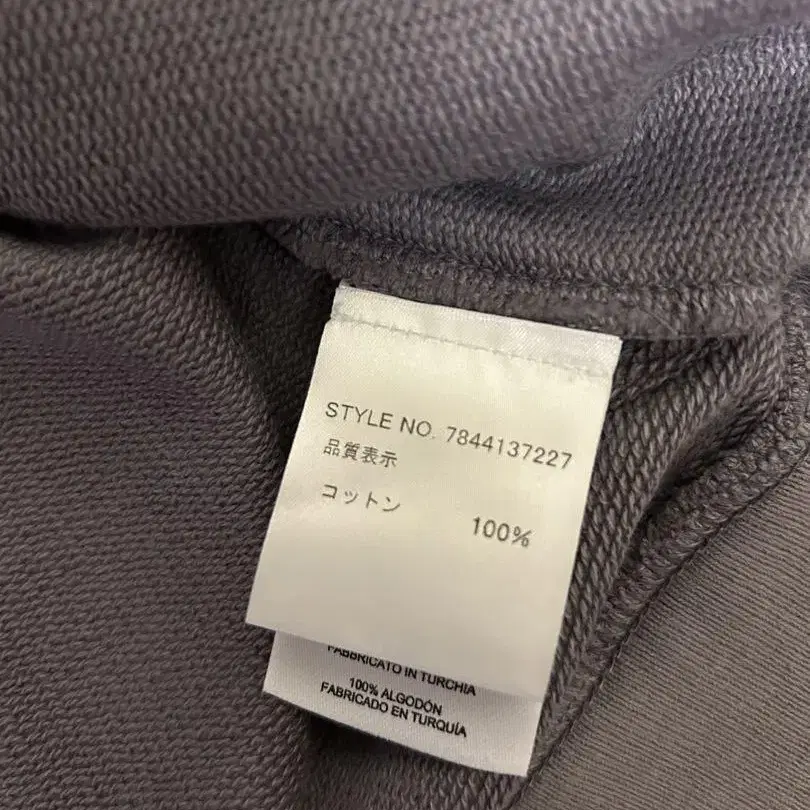 STYLE NO. 7844137227
品質表示
コットン 100%
FABBRICATO IN TURCHIA
100% ALGODÓN
FABRICADO EN TURQUÍA